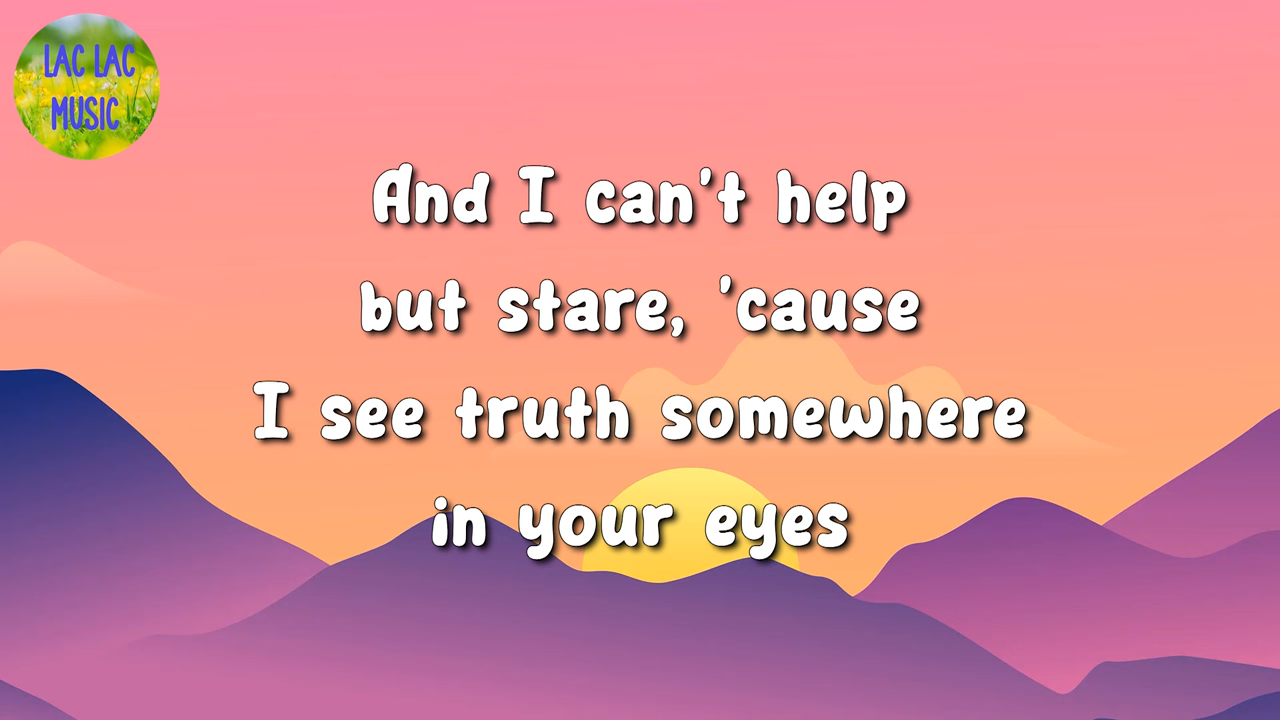 LAC LAC
MUSIC
And I can't help
but stare, 'cause
I see truth somewhere
in your eyes